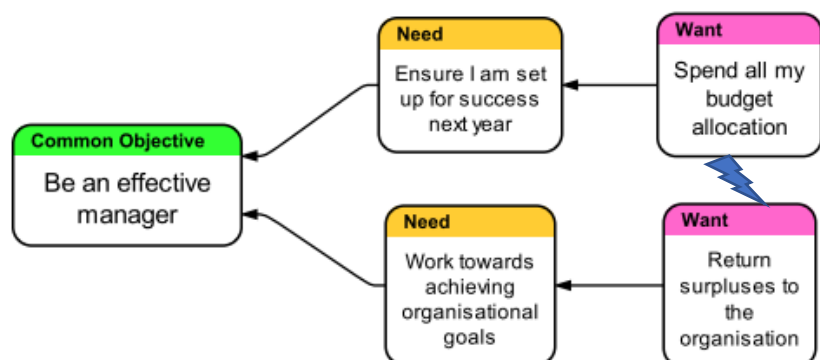 Need
Ensure I am set
up for success
next year
Want
Spend all my
budget
allocation
Common Objective
Be an effective
manager
Need
Work towards
achieving
organisational
goals
Want
Return
surpluses to
the
organisation